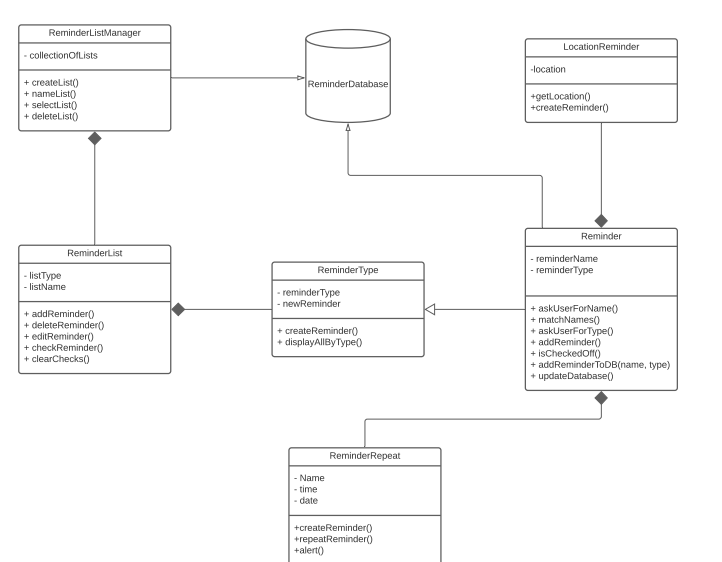 ReminderListManager
- collectionOfLists
+ createList()
+ nameList()
+ selectList()
+ deleteList()
ReminderDatabase
LocationReminder
-location
+getLocation()
+createReminder()
ReminderList
- listType
- listName
+ addReminder()
+ deleteReminder()
+ editReminder()
+ checkReminder()
+ clearChecks()
ReminderType
- reminderType
- newReminder
+ createReminder()
+ displayAllByType()
Reminder
- reminderName
- reminderType
+ askUserForName()
+ matchNames()
+ askUserForType()
+ addReminder()
+ isCheckedOff()
+ addReminderToDB(name, type)
+ updateDatabase()
ReminderRepeat
- Name
- time
- date
+createReminder()
+repeatReminder()
+alert()